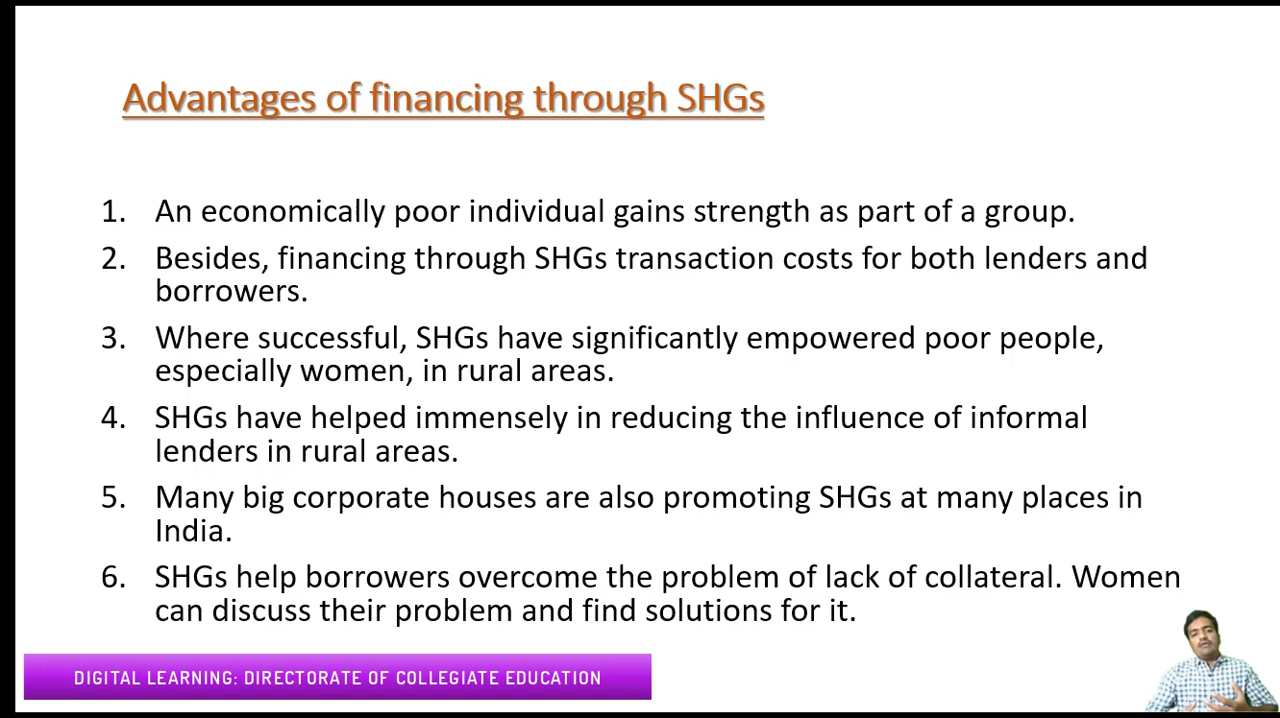 Advantages of financing through SHGs
1. An economically poor individual gains strength as part of a group.
2. Besides, financing through SHGs transaction costs for both lenders and
borrowers.
3. Where successful, SHGs have significantly empowered poor people,
especially women, in rural areas.
4. SHGs have helped immensely in reducing the influence of informal
lenders in rural areas.
5. Many big corporate houses are also promoting SHGs at many places in
India.
6. SHGs help borrowers overcome the problem of lack of collateral. Women
can discuss their problem and find solutions for it.
DIGITAL LEARNING: DIRECTORATE OF COLLEGIATE EDUCATION